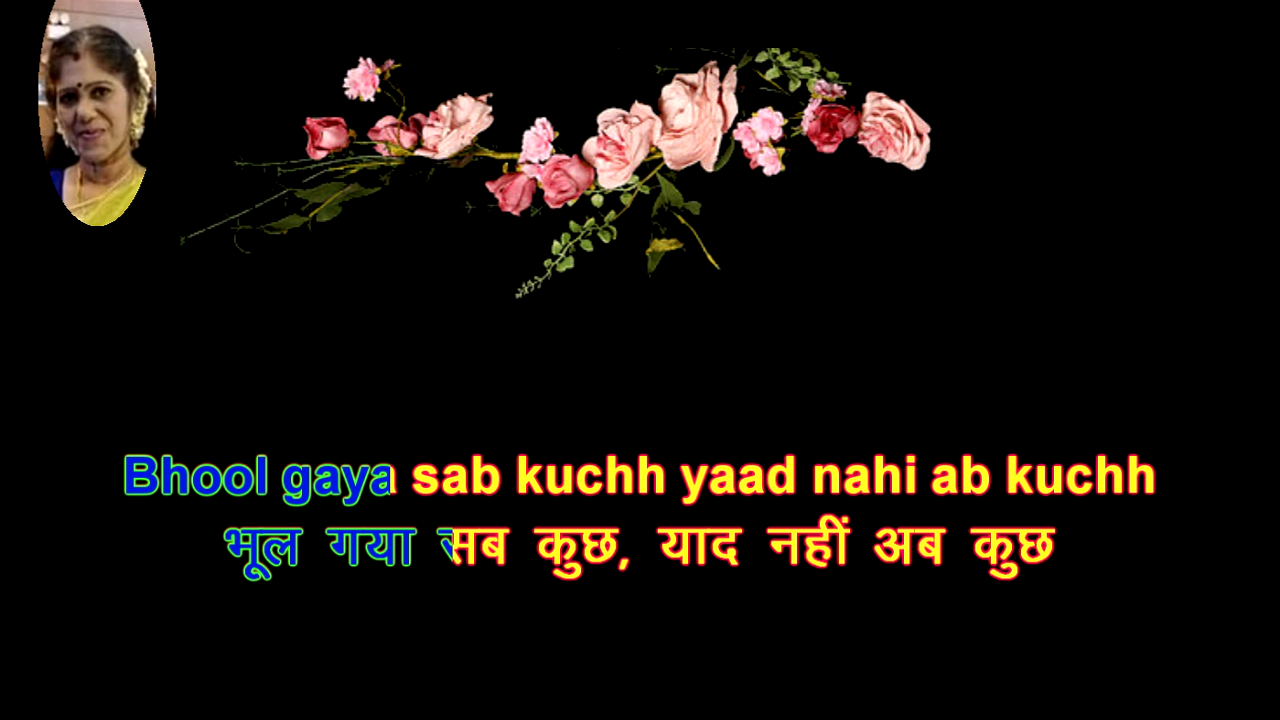 Bhool gaya sab kuchh yaad nahi ab kuchh
भूल गया सब कुछ, याद नहीं अब कुछ